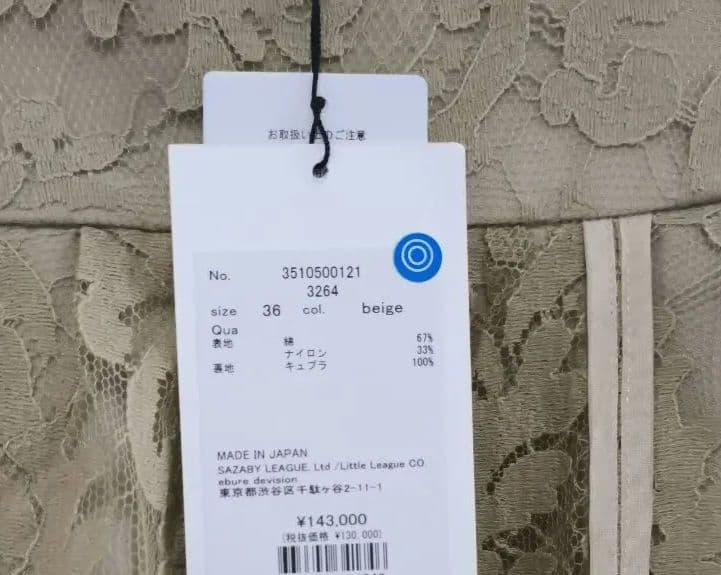 お取扱い上のご注意
No. 3510500121
3264
size 36 col. beige
Qua
表地 綿 67%
ナイロン 33%
裏地 キュプラ 100%
MADE IN JAPAN
SAZABY LEAGUE. Ltd /Little League CO
ebure devision
東京都渋谷区千駄ヶ谷2-11-1
¥143,000
(税抜価格 ¥130,000)